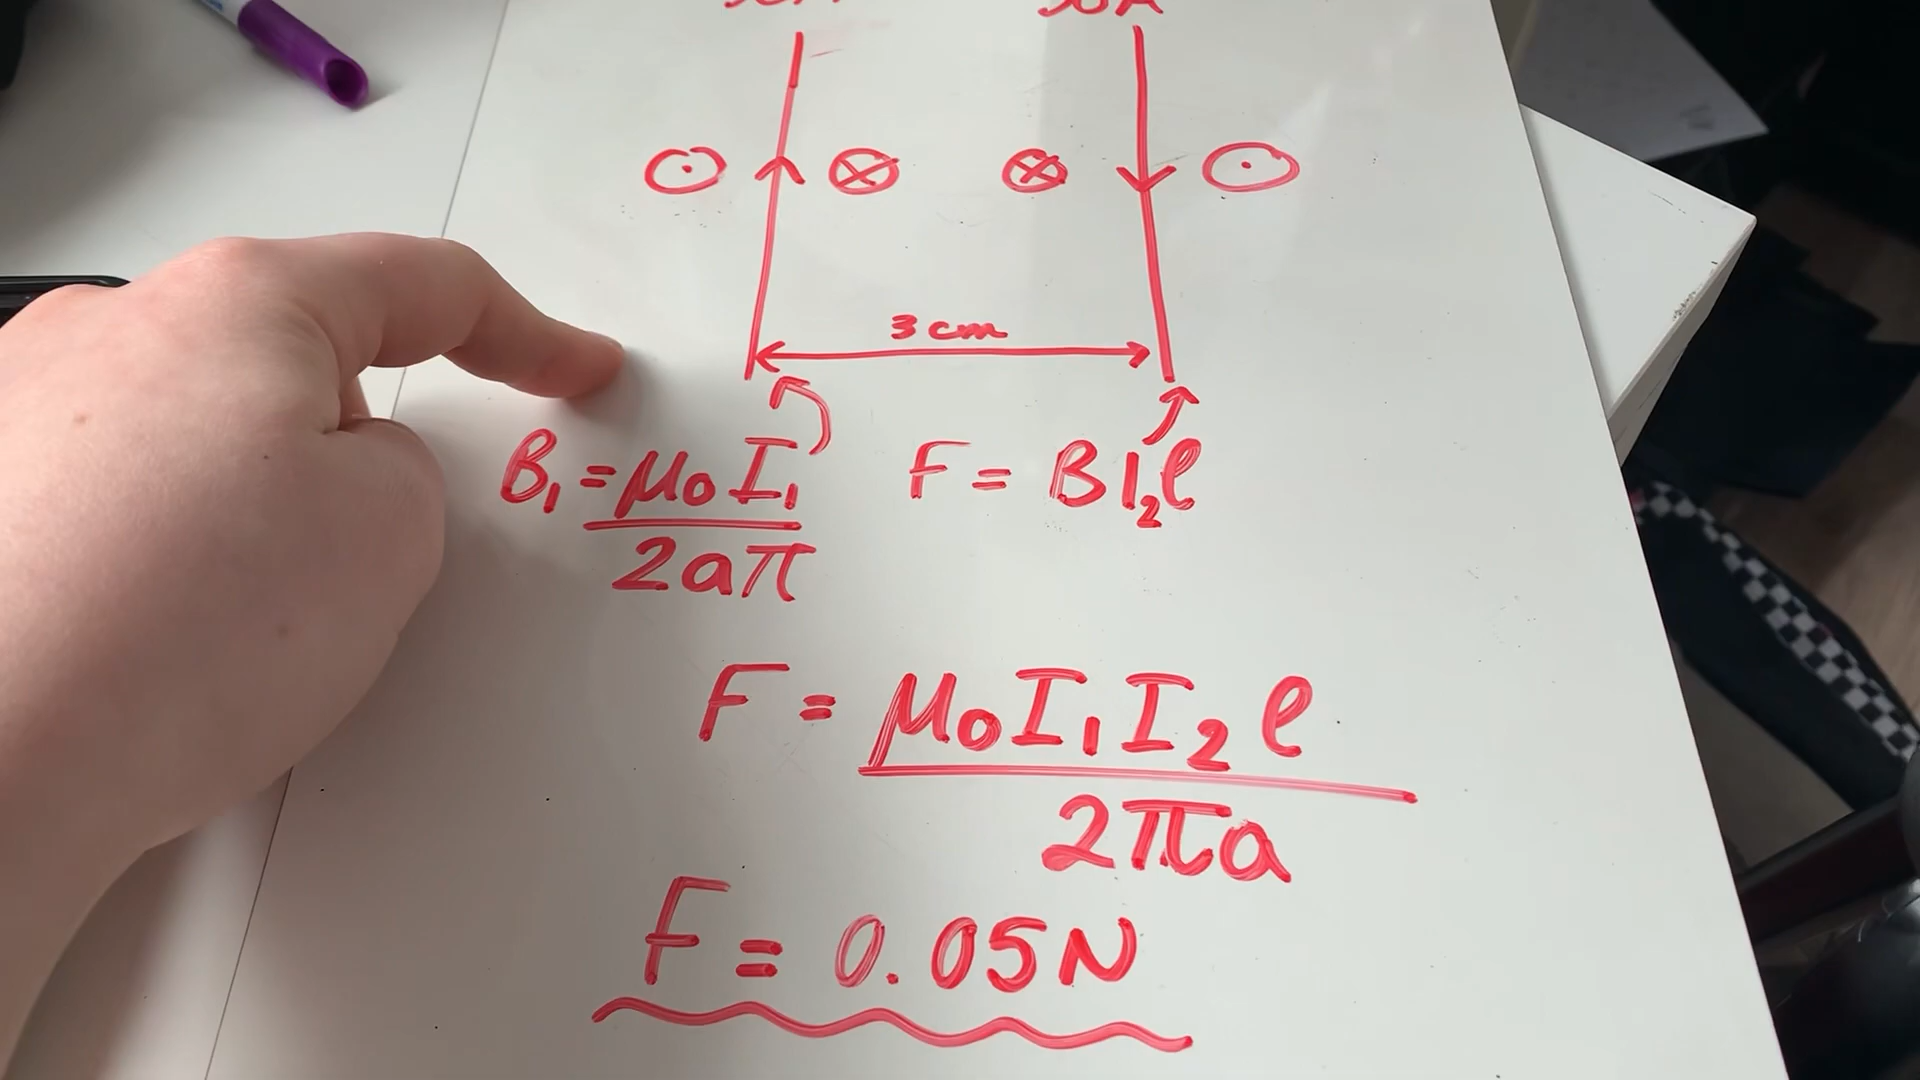 3 cm
B₁ = μ₀I₁ F = BI₂l
2aπ
F = μ₀I₁I₂l
2πa
F = 0.05N